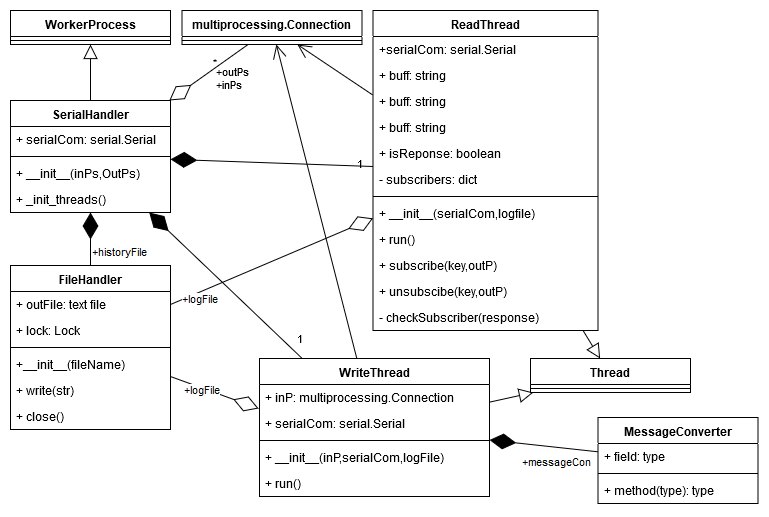 WorkerProcess
multiprocessing.Connection
*
+outPs
+inPs
ReadThread
+serialCom: serial.Serial
+ buff: string
+ buff: string
+ buff: string
+ isReponse: boolean
- subscribers: dict
+ __init__(serialCom,logfile)
+ run()
+ subscribe(key,outP)
+ unsubscibe(key,outP)
- checkSubscriber(response)
SerialHandler
+ serialCom: serial.Serial
+ __init__(inPs,OutPs)
+ _init_threads()
1
+historyFile
FileHandler
+ outFile: text file
+ lock: Lock
+__init__(fileName)
+ write(str)
+ close()
+logFile
1
+logFile
WriteThread
+ inP: multiprocessing.Connection
+ serialCom: serial.Serial
+ __init__(inP,serialCom,logFile)
+ run()
Thread
+messageCon
MessageConverter
+ field: type
+ method(type): type